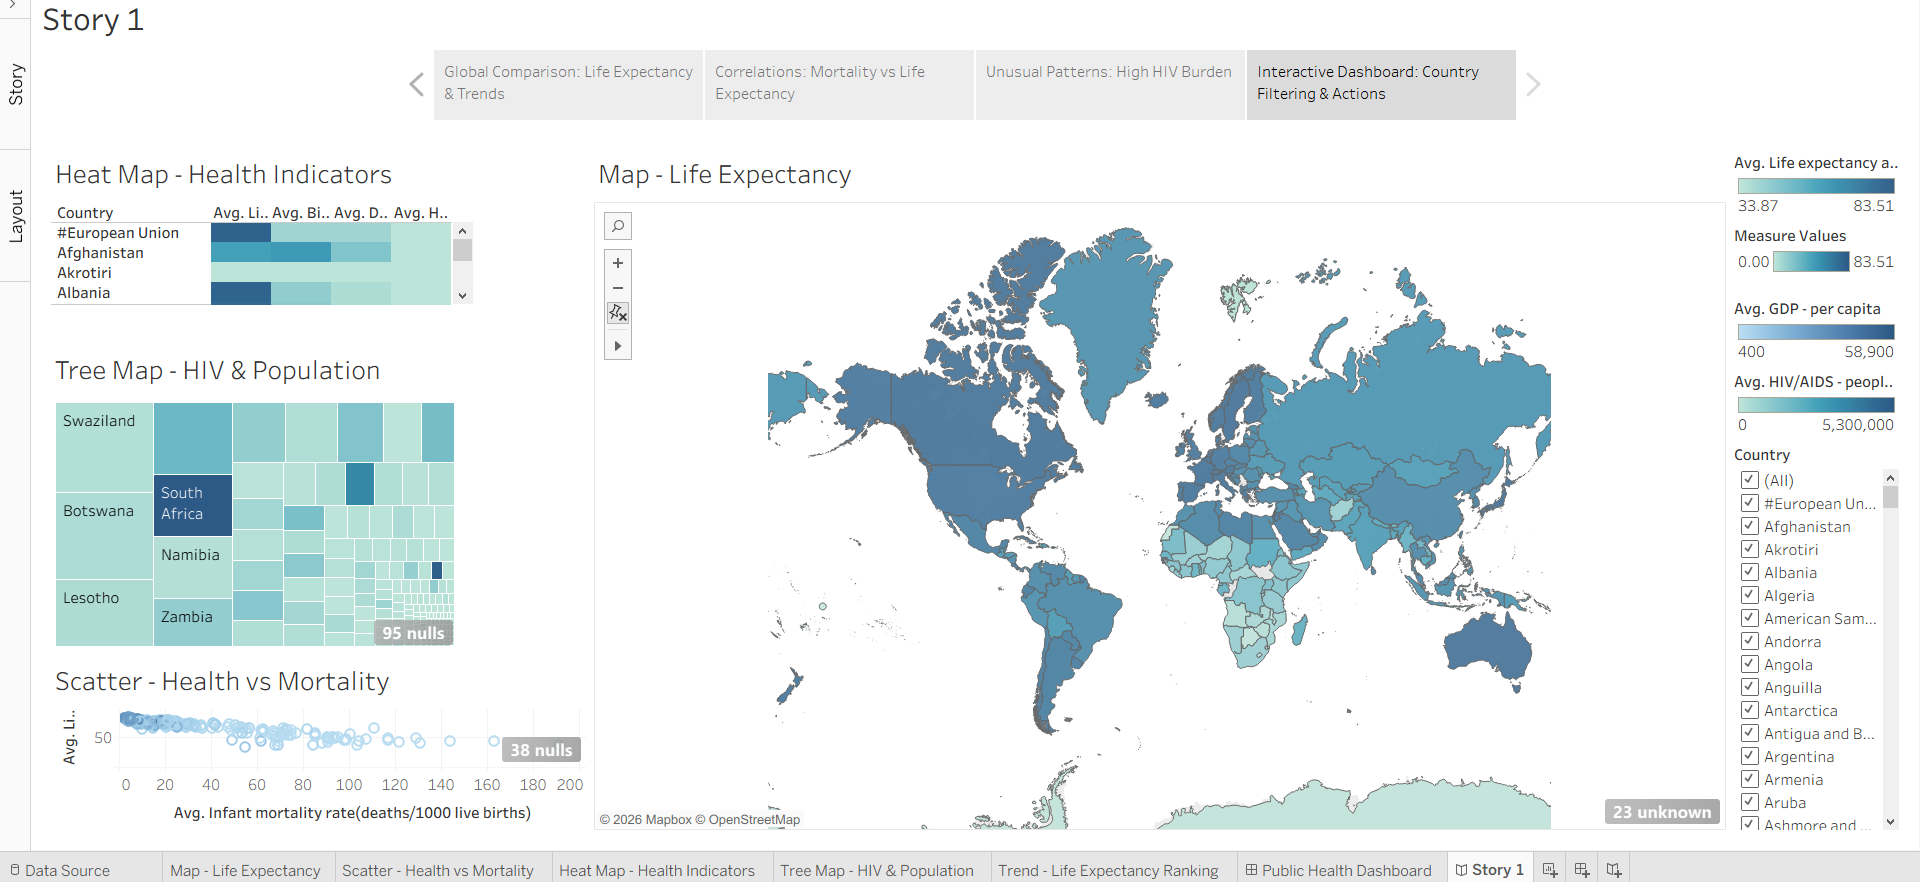 Story 1
Story
Layout
Global Comparison: Life Expectancy
& Trends
Correlations: Mortality vs Life
Expectancy
Unusual Patterns: High HIV Burden
Interactive Dashboard: Country
Filtering & Actions
Heat Map - Health Indicators
Country
Avg. Li.. Avg. Bi... Avg. D.. Avg. H..
#European Union
Afghanistan
Akrotiri
Albania
Tree Map - HIV & Population
Swaziland
Botswana
Lesotho
South
Africa
Namibia
Zambia
95 nulls
Scatter - Health vs Mortality
Avg. Li..
50
38 nulls
0 20 40 60 80 100 120 140 160 180 200
Avg. Infant mortality rate(deaths/1000 live births)
Map - Life Expectancy
© 2026 Mapbox © OpenStreetMap
23 unknown
Avg. Life expectancy a..
33.87 83.51
Measure Values
0.00 83.51
Avg. GDP - per capita
400 58,900
Avg. HIV/AIDS - peopl..
0 5,300,000
Country
(All)
#European Un...
Afghanistan
Akrotiri
Albania
Algeria
American Sam...
Andorra
Angola
Anguilla
Antarctica
Antigua and B...
Argentina
Armenia
Aruba
Ashmore and ...
Data Source
Map - Life Expectancy
Scatter - Health vs Mortality
Heat Map - Health Indicators
Tree Map - HIV & Population
Trend - Life Expectancy Ranking
Public Health Dashboard
Story 1